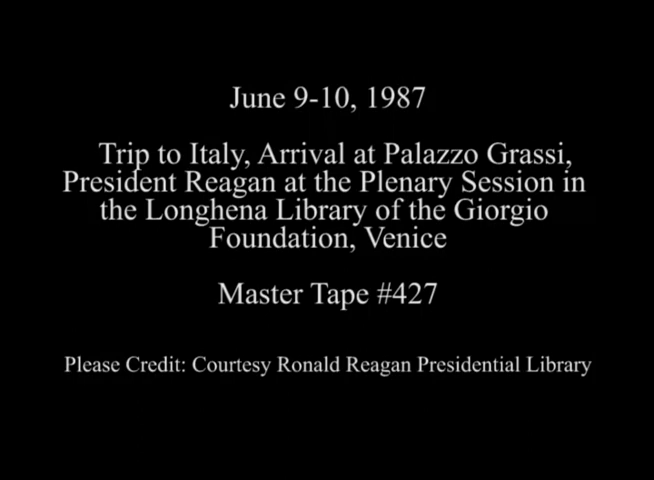 June 9-10, 1987
Trip to Italy, Arrival at Palazzo Grassi,
President Reagan at the Plenary Session in
the Longhena Library of the Giorgio
Foundation, Venice
Master Tape #427
Please Credit: Courtesy Ronald Reagan Presidential Library